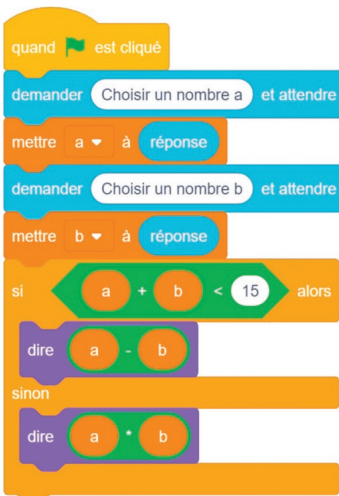 quand est cliqué
demander Choisir un nombre a et attendre
mettre a à réponse
demander Choisir un nombre b et attendre
mettre b à réponse
si a + b < 15 alors
dire a - b
sinon
dire a * b